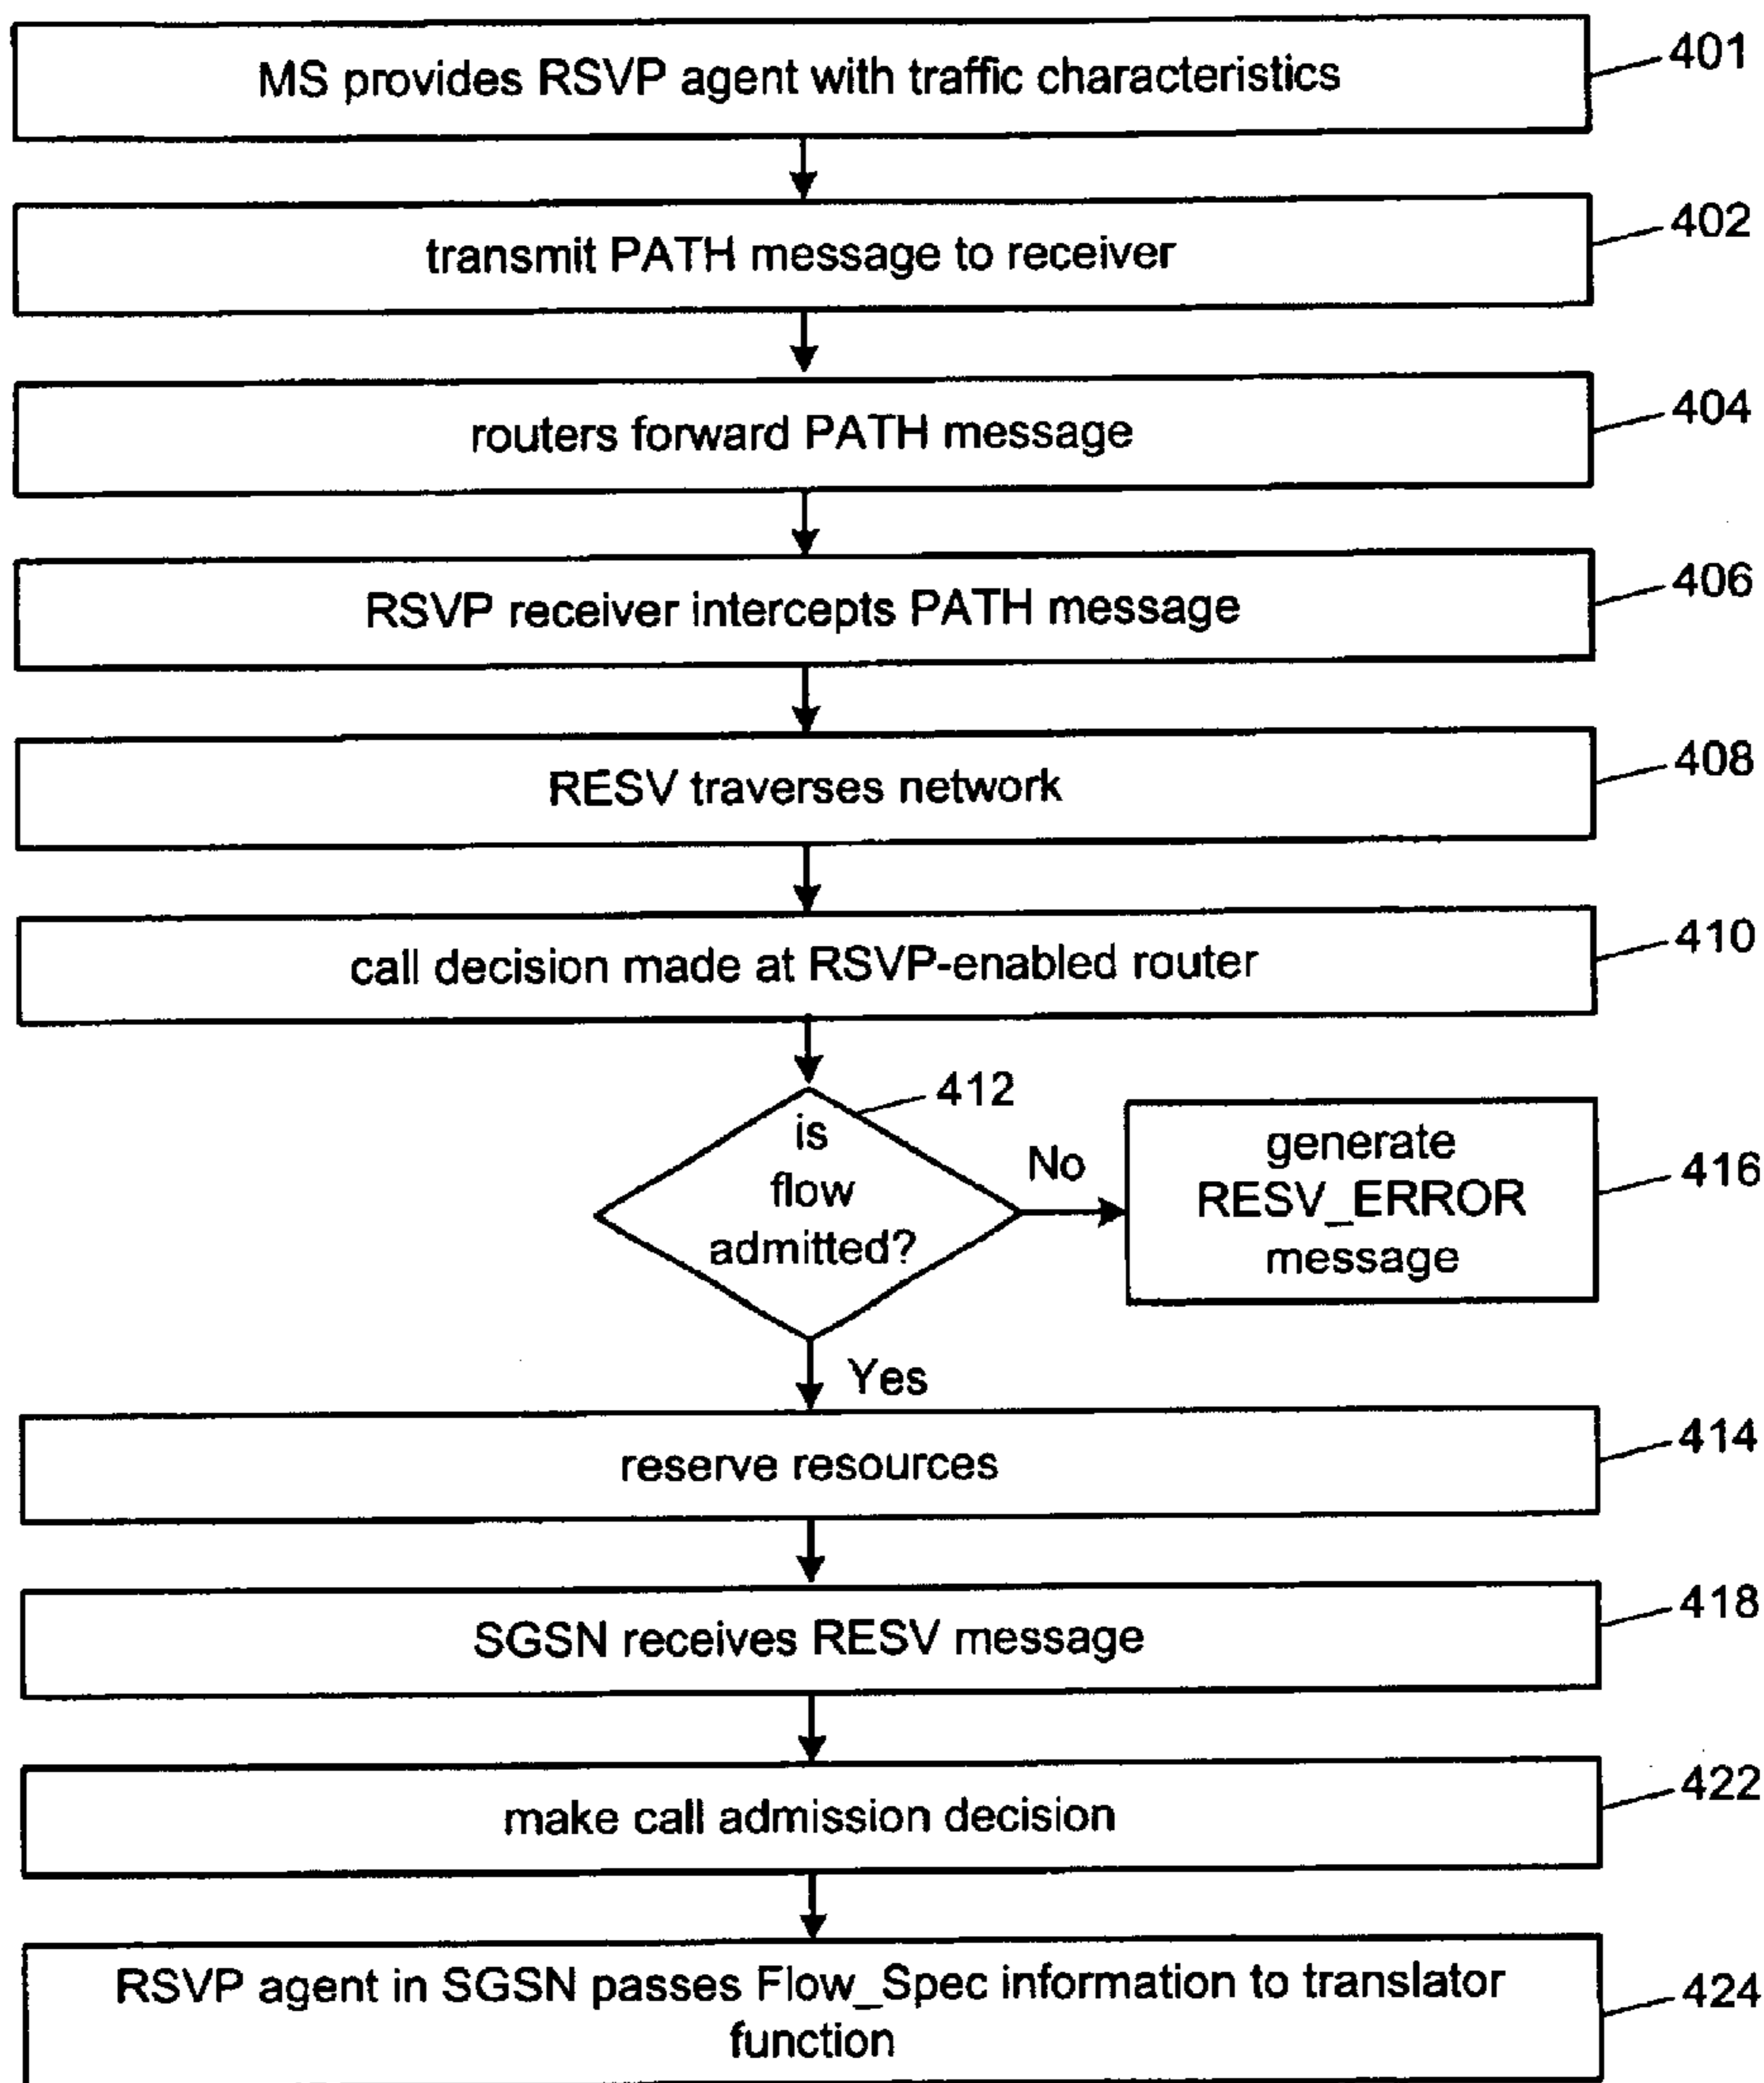 MS provides RSVP agent with traffic characteristics
401
transmit PATH message to receiver
402
routers forward PATH message
404
RSVP receiver intercepts PATH message
406
RESV traverses network
408
call decision made at RSVP-enabled router
410
412
is
flow
admitted?
No
generate
RESV_ERROR
message
416
Yes
reserve resources
414
SGSN receives RESV message
418
make call admission decision
422
RSVP agent in SGSN passes Flow_Spec information to translator
function
424